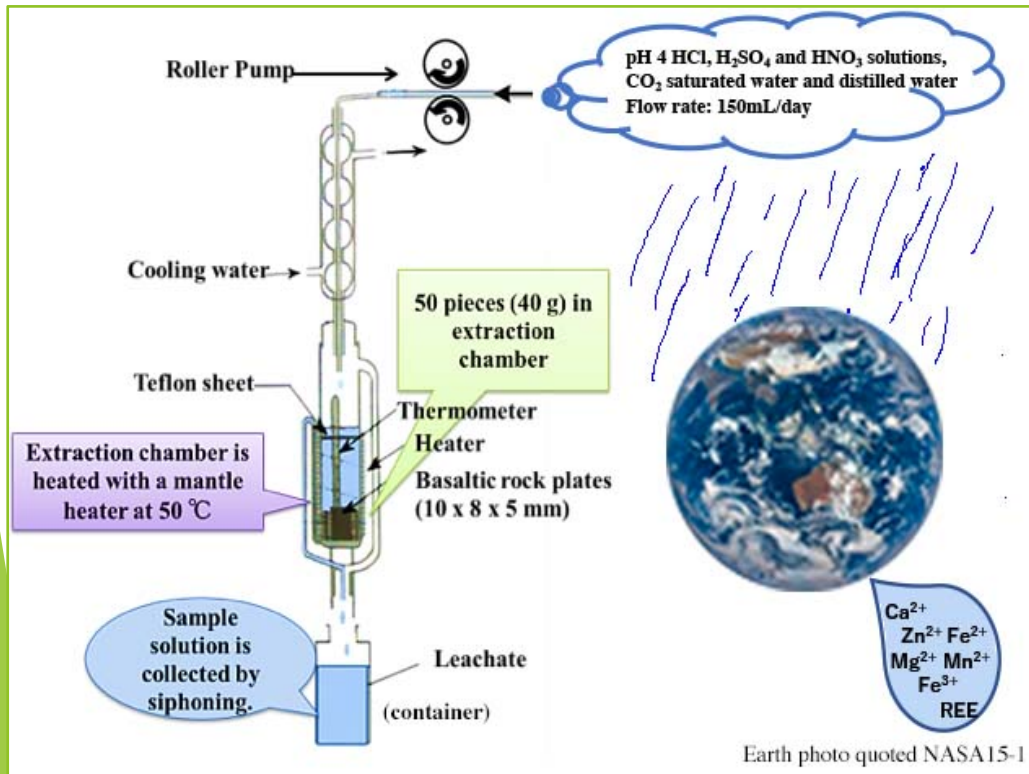 Roller Pump
pH 4 HCl, H₂SO₄ and HNO₃ solutions,
CO₂ saturated water and distilled water
Flow rate: 150mL/day
Cooling water
50 pieces (40 g) in
extraction
chamber
Teflon sheet
Thermometer
Heater
Basaltic rock plates
(10 x 8 x 5 mm)
Extraction chamber is
heated with a mantle
heater at 50 ℃
Sample
solution is
collected by
siphoning.
Leachate
(container)
Ca²⁺
Zn²⁺ Fe²⁺
Mg²⁺ Mn²⁺
Fe³⁺
REE
Earth photo quoted NASA15-1